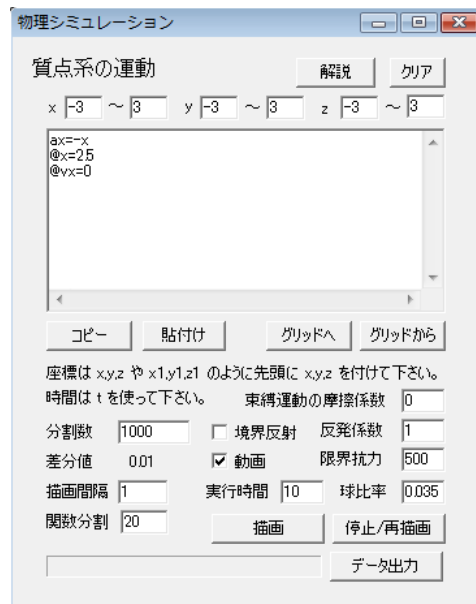 物理シミュレーション
質点系の運動 解説 クリア
x -3 ～ 3 y -3 ～ 3 z -3 ～ 3
ax=-x
@x=2.5
@vx=0
コピー 貼付け グリッドへ グリッドから
座標は x,y,z や x1,y1,z1 のように先頭に x,y,z を付けて下さい。
時間は t を使って下さい。 束縛運動の摩擦係数 0
分割数 1000 境界反射 反発係数 1
差分値 0.01 動画 限界抗力 500
描画間隔 1 実行時間 10 球比率 0.035
関数分割 20 描画 停止/再描画
データ出力